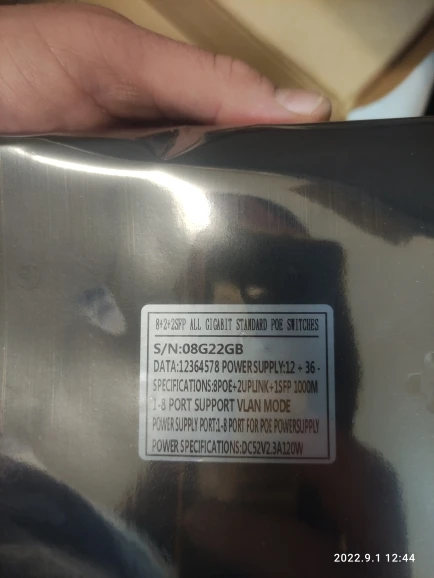 8+2+2SFP ALL GIGABIT STANDARD POE SWITCHES
S/N:08G22GB
DATA:12364578 POWER SUPPLY:12 + 36 -
SPECIFICATIONS:8POE+2UPLINK+1SFP 1000M
1-8 PORT SUPPORT VLAN MODE
POWER SUPPLY PORT:1-8 PORT FOR POE POWERSUPPLY
POWER SPECIFICATIONS:DC52V2.3A120W
2022.9.1 12:44